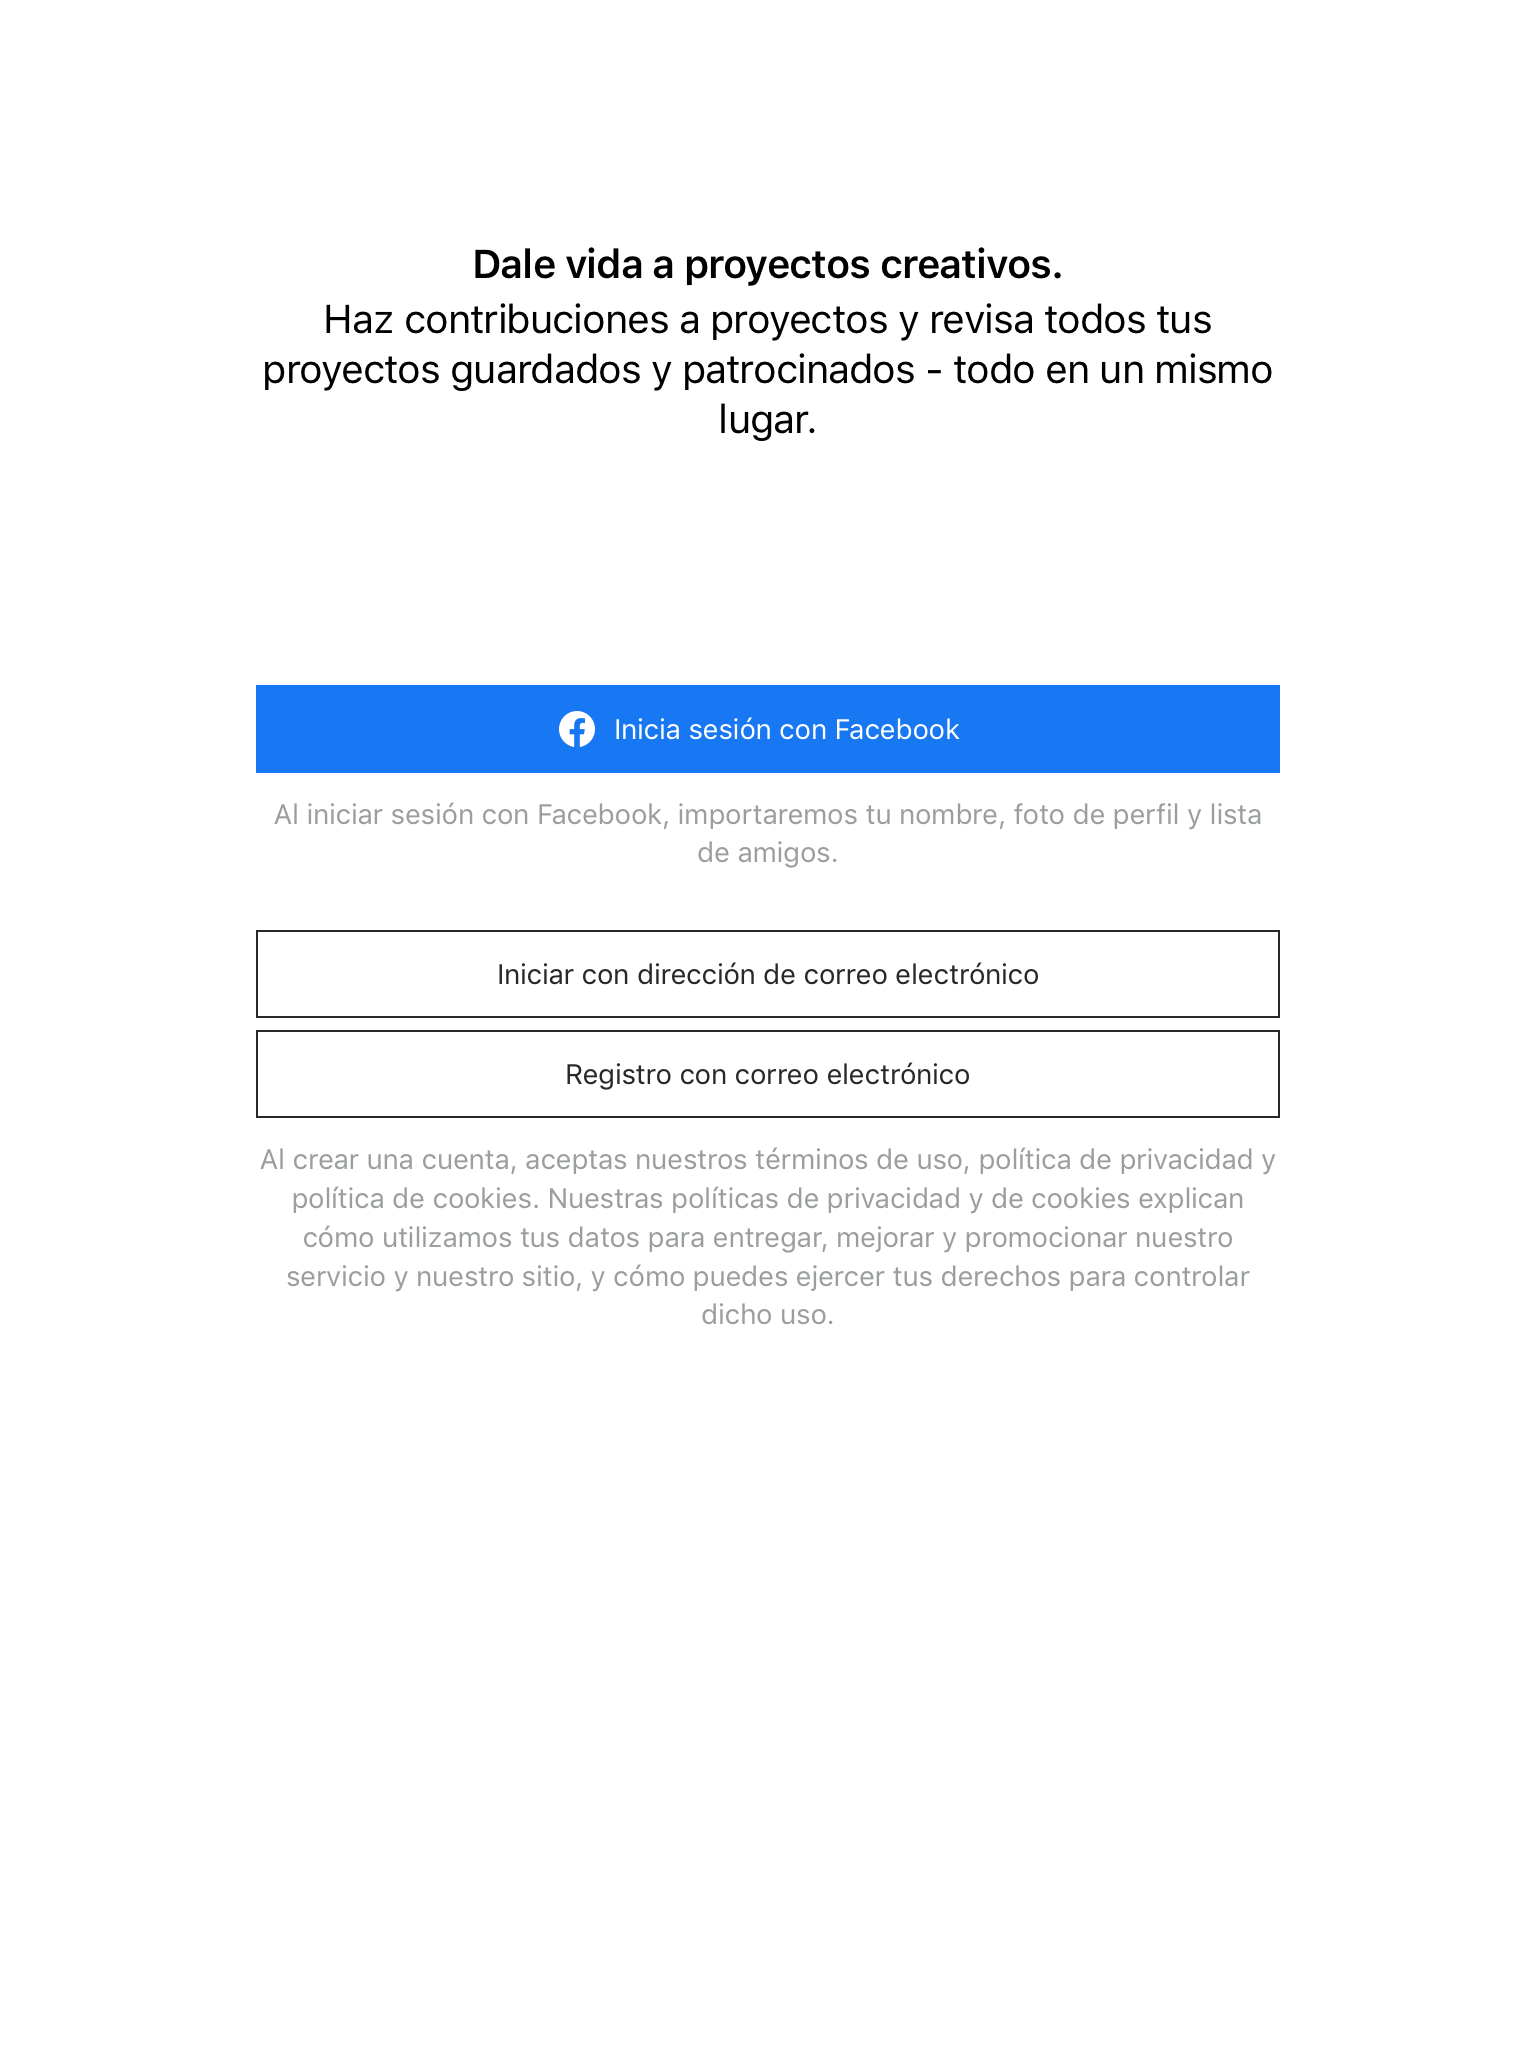 Dale vida a proyectos creativos.
Haz contribuciones a proyectos y revisa todos tus
proyectos guardados y patrocinados - todo en un mismo
lugar.
Inicia sesión con Facebook
Al iniciar sesión con Facebook, importaremos tu nombre, foto de perfil y lista
de amigos.
Iniciar con dirección de correo electrónico
Registro con correo electrónico
Al crear una cuenta, aceptas nuestros términos de uso, política de privacidad y
política de cookies. Nuestras políticas de privacidad y de cookies explican
cómo utilizamos tus datos para entregar, mejorar y promocionar nuestro
servicio y nuestro sitio, y cómo puedes ejercer tus derechos para controlar
dicho uso.